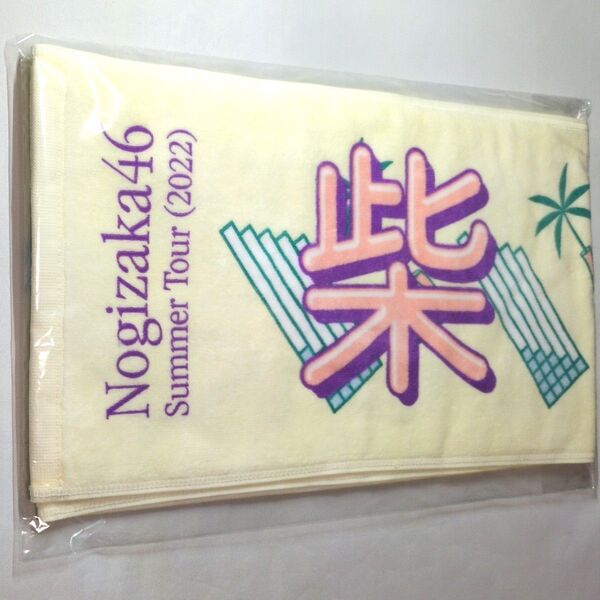 Nogizaka46
Summer Tour (2022)
柴